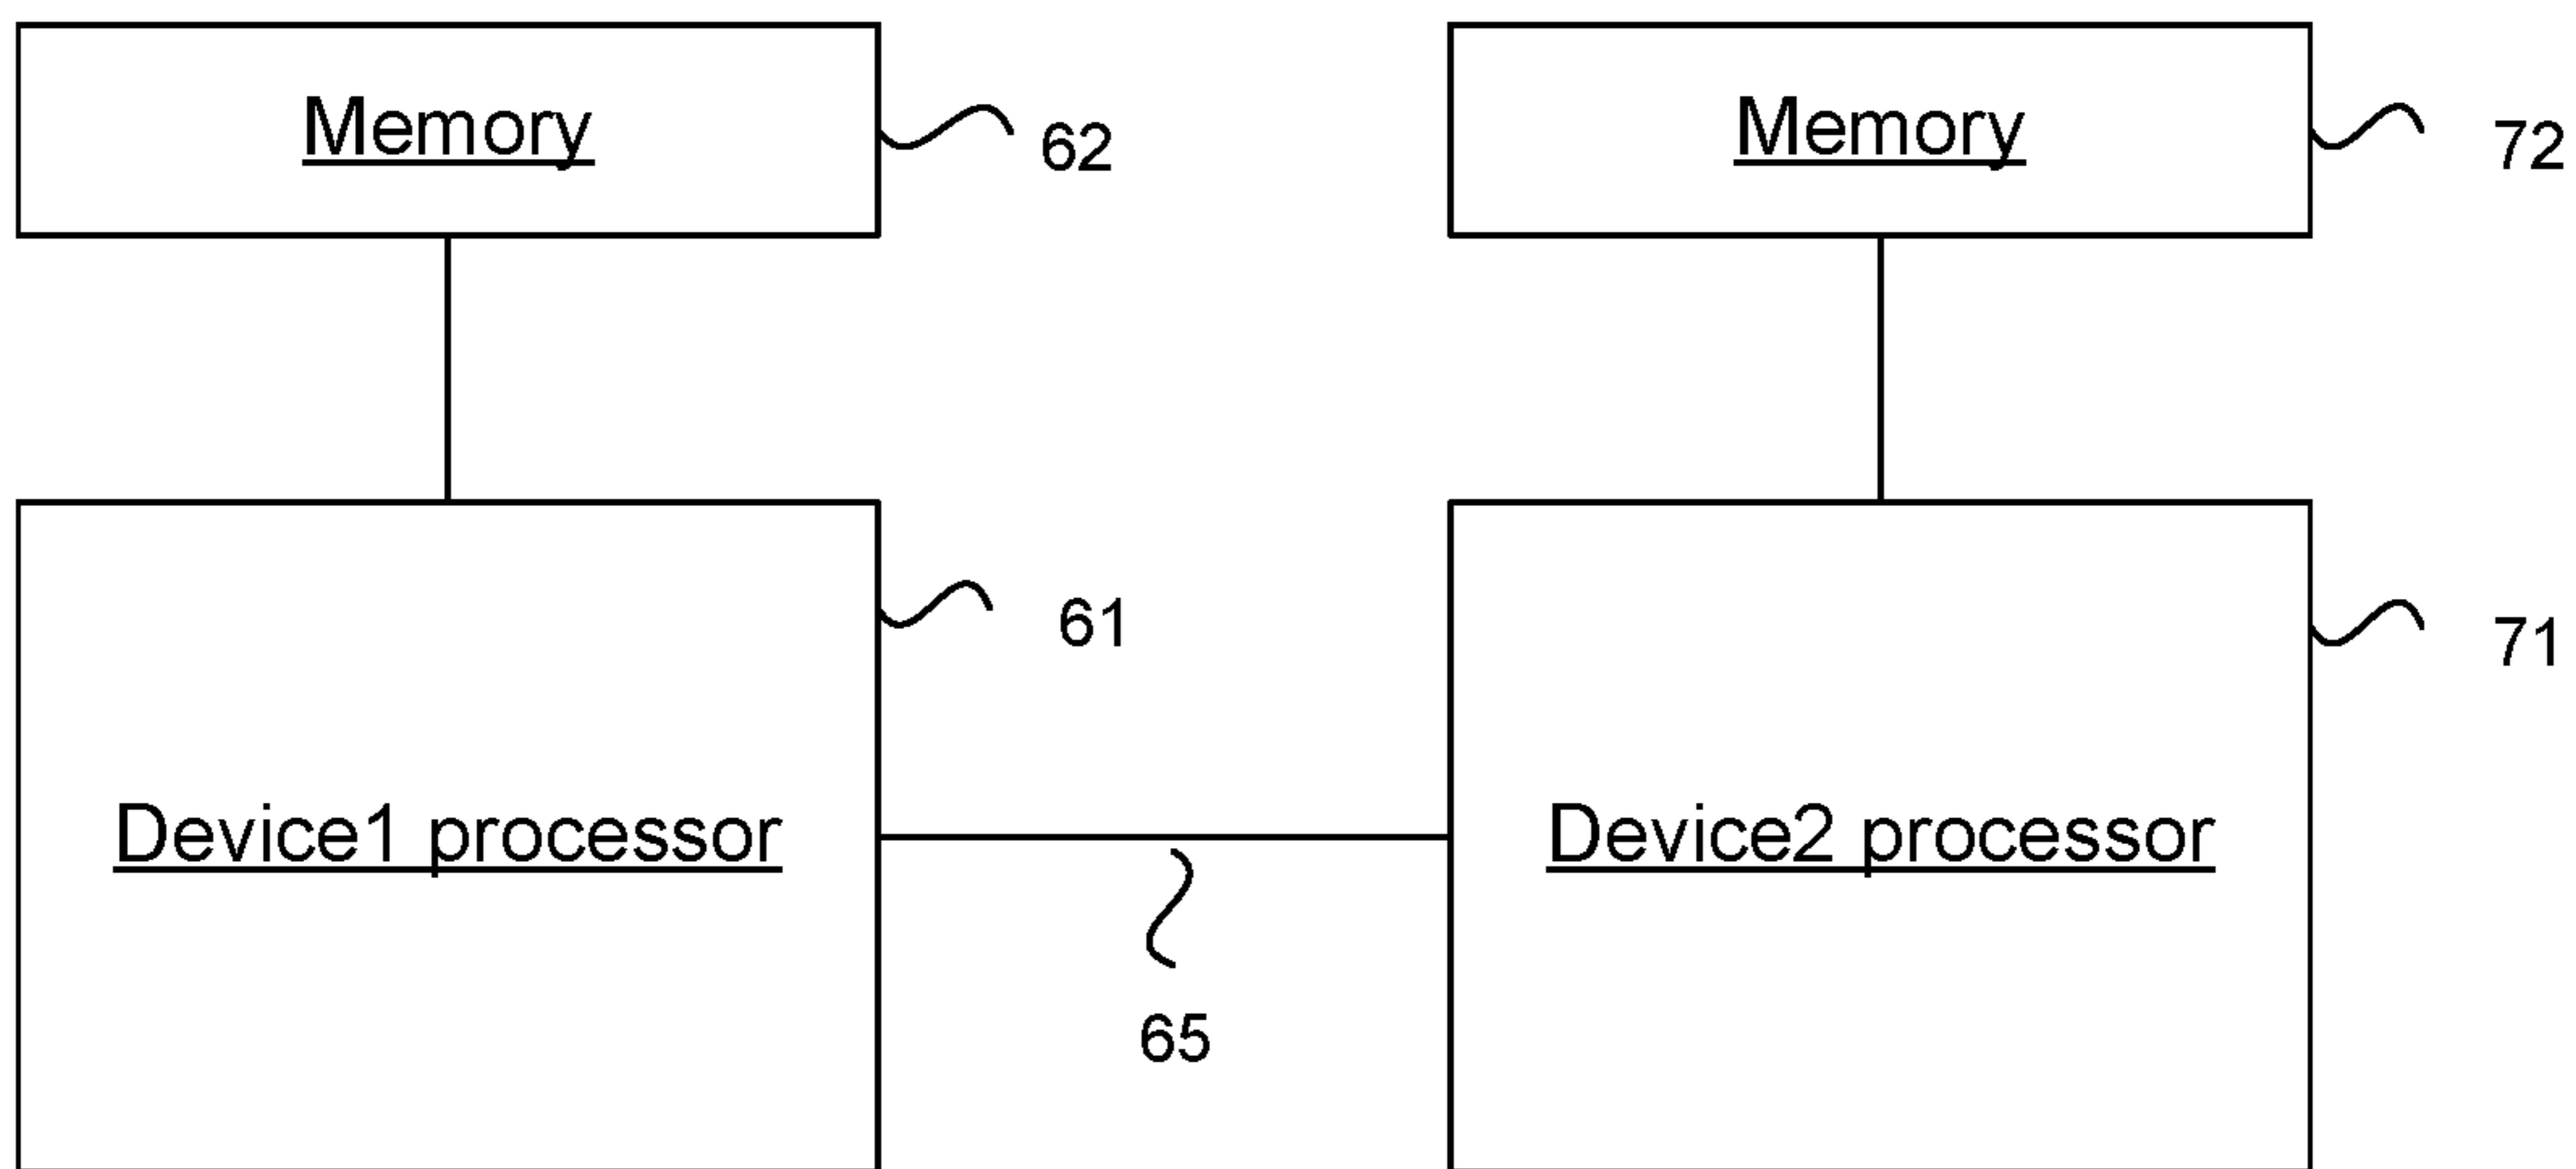 Memory
62
Memory
72
61
71
Device1 processor
Device2 processor
65